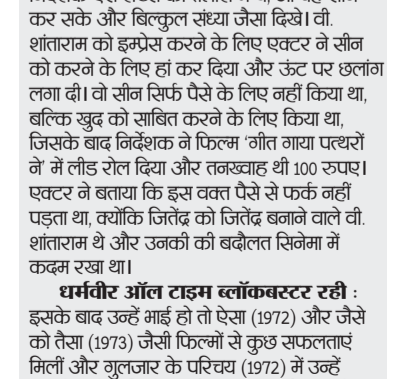 कर सके और बिल्कुल संध्या जैसा दिखे। वी.
शांताराम को इम्प्रेस करने के लिए एक्टर ने सीन
को करने के लिए हां कर दिया और ऊंट पर छलांग
लगा दी। वो सीन सिर्फ पैसे के लिए नहीं किया था,
बल्कि खुद को साबित करने के लिए किया था,
जिसके बाद निर्देशक ने फिल्म ‘गीत गाया पत्थरों
ने’ में लीड रोल दिया और तनख्वाह थी 100 रुपए।
एक्टर ने बताया कि इस वक्त पैसे से फर्क नहीं
पड़ता था, क्योंकि जितेंद्र को जितेंद्र बनाने वाले वी.
शांताराम थे और उनकी की बदौलत सिनेमा में
कदम रखा था।
धर्मवीर ऑल टाइम ब्लॉकबस्टर रही :
इसके बाद उन्हें भाई हो तो ऐसा (1972) और जैसे
को तैसा (1973) जैसी फिल्मों से कुछ सफलताएं
मिलीं और गुलजार के परिचय (1972) में उन्हें